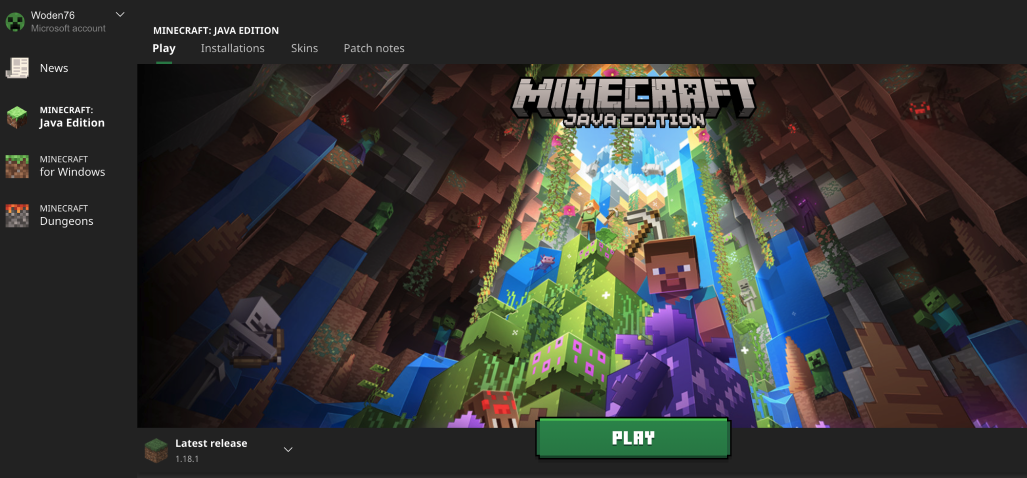 Woden76
Microsoft account
News
MINECRAFT:
Java Edition
MINECRAFT
for Windows
MINECRAFT
Dungeons
MINECRAFT: JAVA EDITION
Play Installations Skins Patch notes
MINECRAFT
JAVA EDITION
Latest release
1.18.1
PLAY